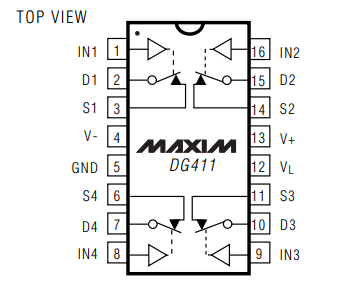 TOP VIEW
IN1 1 16 IN2
D1 2 15 D2
S1 3 14 S2
V- 4 13 V+
MAXIM
GND 5 DG411 12 VL
S4 6 11 S3
D4 7 10 D3
IN4 8 9 IN3